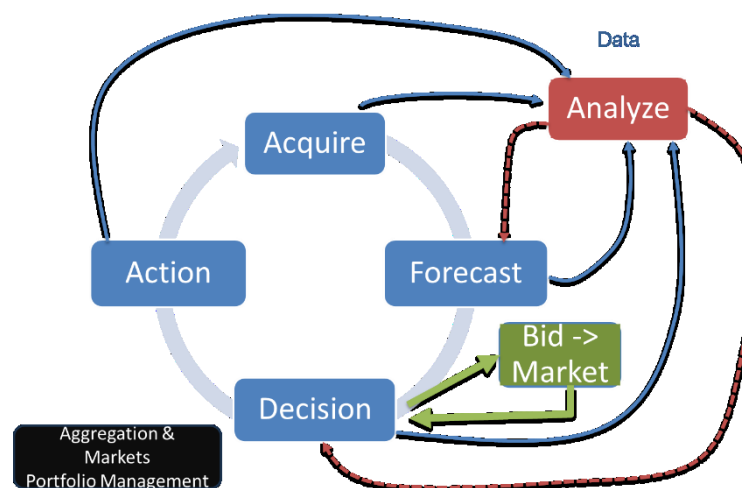 Data
Analyze
Acquire
Action
Forecast
Bid ->
Market
Decision
Aggregation &
Markets
Portfolio Management